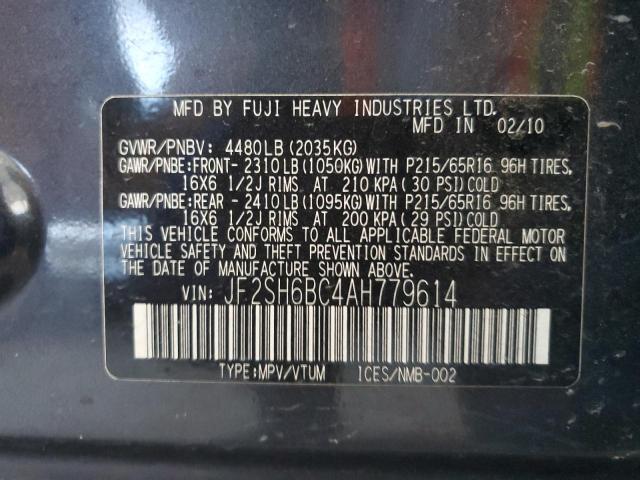 MFD BY FUJI HEAVY INDUSTRIES LTD.
MFD IN 02/10
GVWR/PNBV: 4480LB (2035KG)
GAWR/PNBE:FRONT- 2310LB(1050KG)WITH P215/65R16 96H TIRES,
16X6 1/2J RIMS AT 210 KPA( 30 PSI)COLD
GAWR/PNBE:REAR - 2410LB(1095KG)WITH P215/65R16 96H TIRES,
16X6 1/2J RIMS AT 200 KPA( 29 PSI)COLD
THIS VEHICLE CONFORMS TO ALL APPLICABLE FEDERAL MOTOR
VEHICLE SAFETY AND THEFT PREVENTION STANDARDS IN EFFECT ON
THE DATE OF MANUFACTURE SHOWN ABOVE.
VIN: JF2SH6BC4AH779614
TYPE:MPV/VTUM ICES/NMB-002